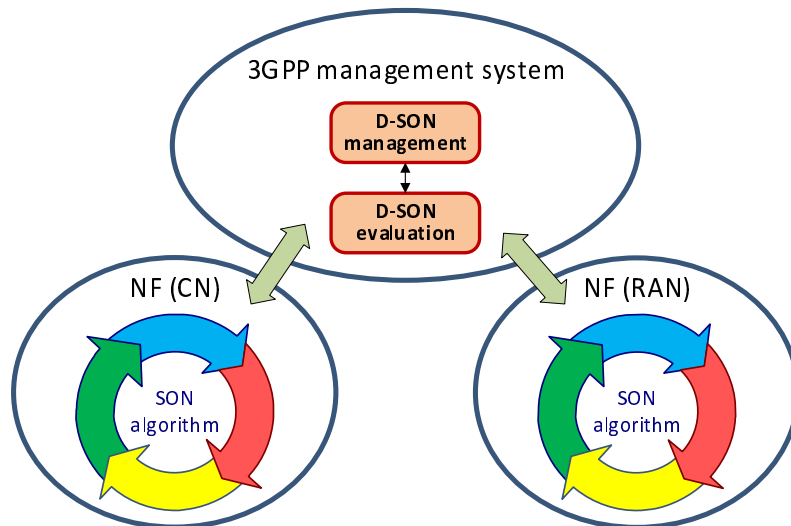 3GPP management system
D-SON
management
D-SON
evaluation
NF (CN)
NF (RAN)
SON
algorithm
SON
algorithm